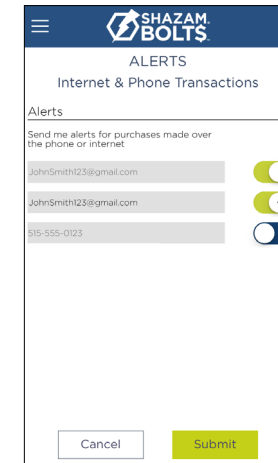 SHAZAM.
BOLT$.
ALERTS
Internet & Phone Transactions
Alerts
Send me alerts for purchases made over
the phone or internet
JohnSmith123@gmail.com
JohnSmith123@gmail.com
515-555-0123
Cancel
Submit